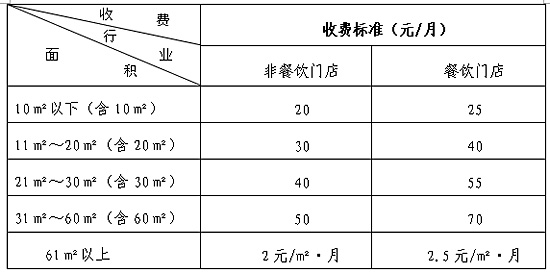 收 费 收费标准（元/月）
行 业
面 积 非餐饮门店 餐饮门店
10㎡以下（含10㎡） 20 25
11㎡～20㎡（含20㎡） 30 40
21㎡～30㎡（含30㎡） 40 55
31㎡～60㎡（含60㎡） 50 70
61㎡以上 2元/㎡·月 2.5元/㎡·月